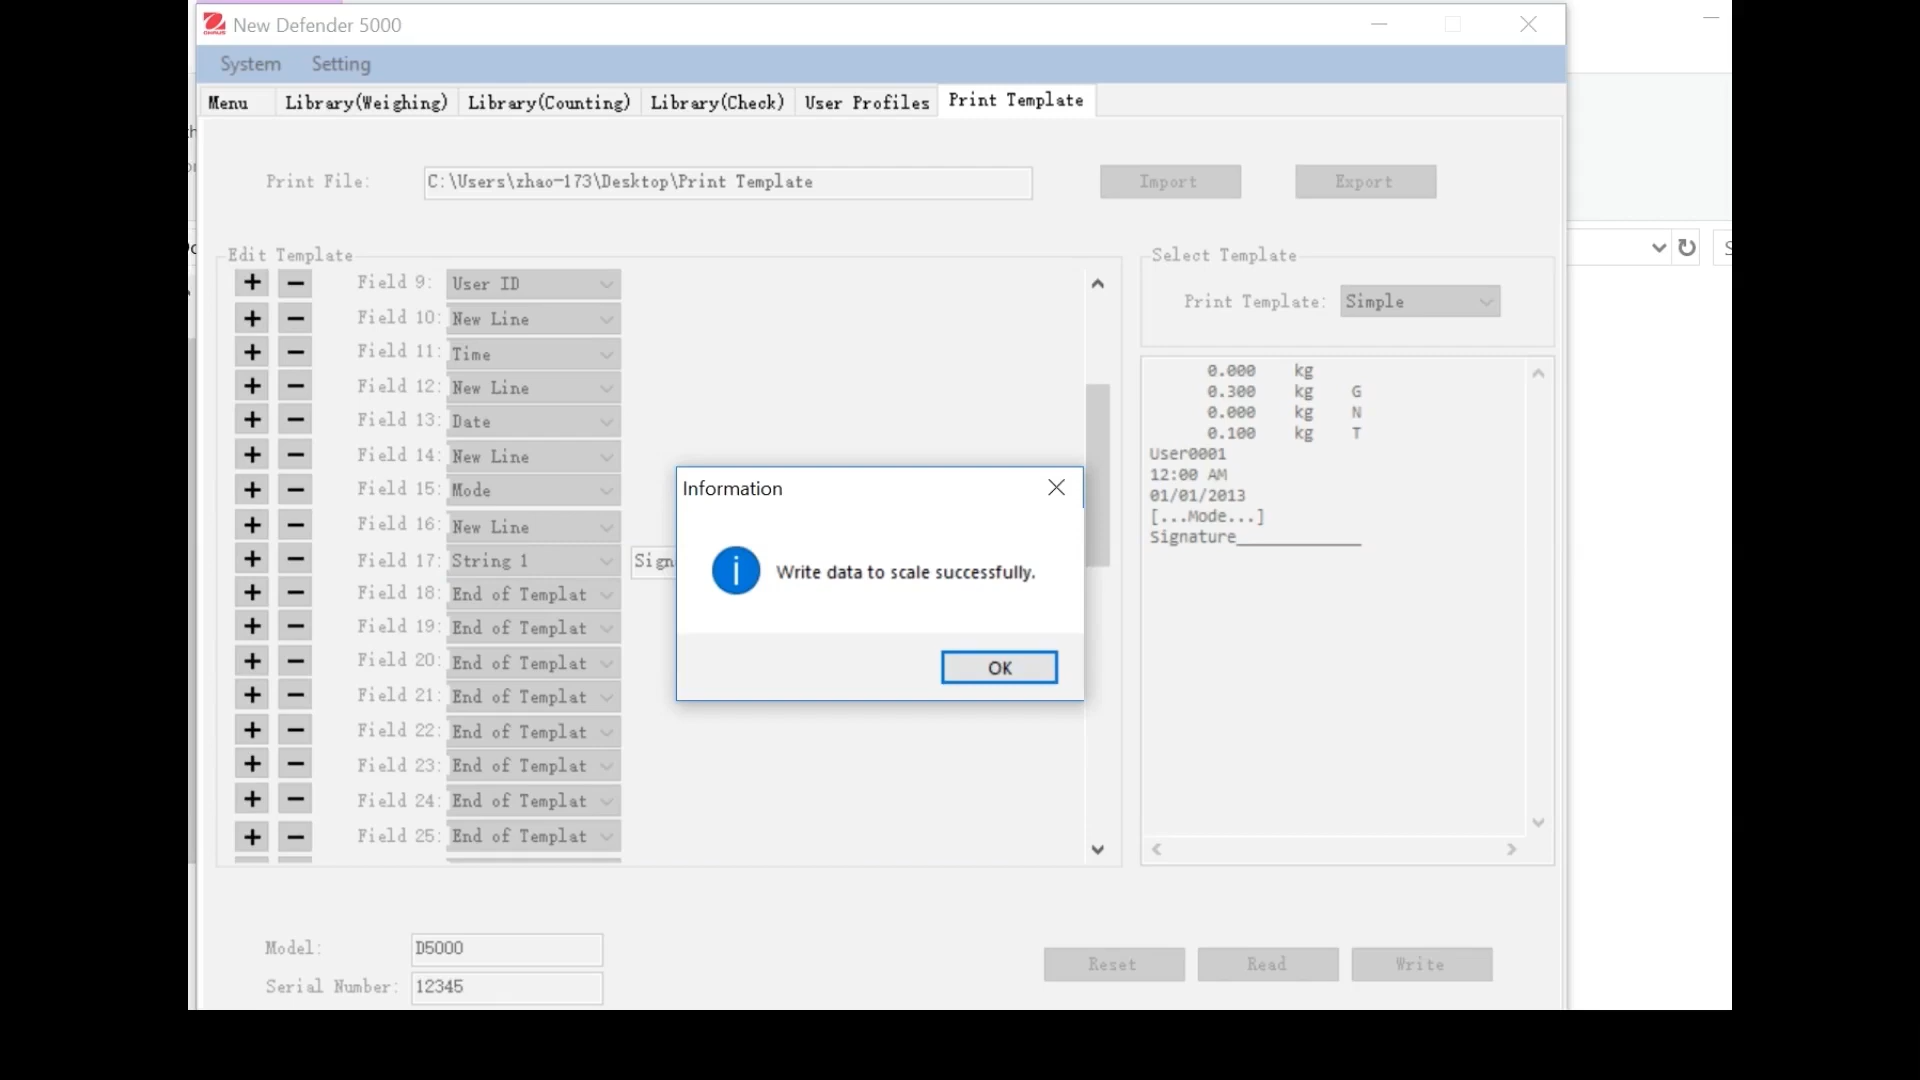 New Defender 5000
System Setting
Menu Library(Weighing) Library(Counting) Library(Check) User Profiles Print Template
Print File: C:\Users\zhao-173\Desktop\Print Template Import Export
Edit Template
Field 9: User ID
Field 10: New Line
Field 11: Time
Field 12: New Line
Field 13: Date
Field 14: New Line
Field 15: Mode
Field 16: New Line
Field 17: String 1 Sign
Field 18: End of Templat
Field 19: End of Templat
Field 20: End of Templat
Field 21: End of Templat
Field 22: End of Templat
Field 23: End of Templat
Field 24: End of Templat
Field 25: End of Templat
Information
Write data to scale successfully.
OK
Select Template
Print Template: Simple
0.000 kg
0.300 kg G
0.000 kg N
0.100 kg T
User0001
12:00 AM
01/01/2013
[...Mode...]
Signature_____________
Model: D5000
Serial Number: 12345
Reset Read Write